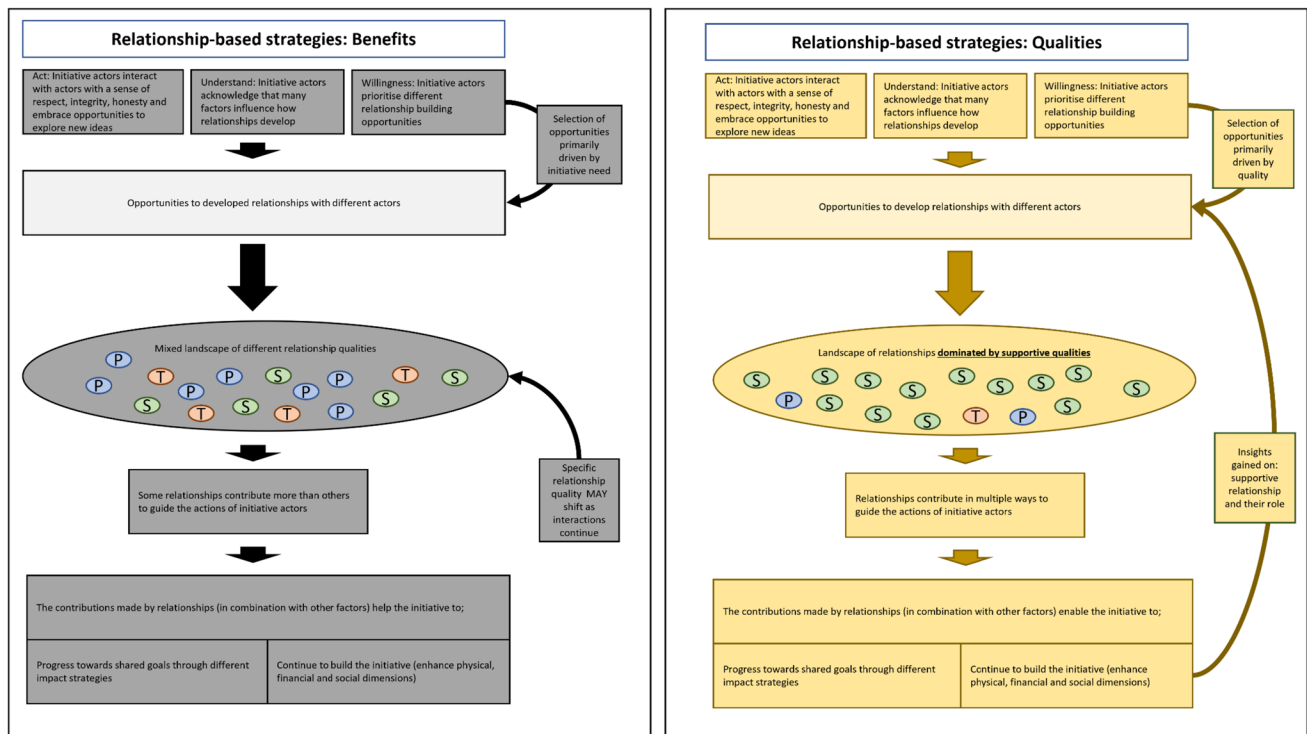 Relationship-based strategies: Benefits
Act: Initiative actors interact
with actors with a sense of
respect, integrity, honesty and
embrace opportunities to
explore new ideas
Understand: Initiative actors
acknowledge that many
factors influence how
relationships develop
Willingness: Initiative actors
prioritise different
relationship building
opportunities
Selection of
opportunities
primarily
driven by
initiative need
Opportunities to developed relationships with different actors
Mixed landscape of different relationship qualities
P
P
T
P
P
S
P
P
T
S
S
T
S
T
P
S
Specific
relationship
quality MAY
shift as
interactions
continue
Some relationships contribute more than others
to guide the actions of initiative actors
The contributions made by relationships (in combination with other factors) help the initiative to;
Progress towards shared goals through different
impact strategies
Continue to build the initiative (enhance physical,
financial and social dimensions)
Relationship-based strategies: Qualities
Act: Initiative actors interact
with actors with a sense of
respect, integrity, honesty and
embrace opportunities to
explore new ideas
Understand: Initiative actors
acknowledge that many
factors influence how
relationships develop
Willingness: Initiative actors
prioritise different
relationship building
opportunities
Selection of
opportunities
primarily
driven by
quality
Opportunities to develop relationships with different actors
Landscape of relationships dominated by supportive qualities
S
S
S
S
S
S
S
S
S
P
S
S
S
T
P
S
Insights
gained on:
supportive
relationship
and their role
Relationships contribute in multiple ways to
guide the actions of initiative actors
The contributions made by relationships (in combination with other factors) enable the initiative to;
Progress towards shared goals through different
impact strategies
Continue to build the initiative (enhance physical,
financial and social dimensions)